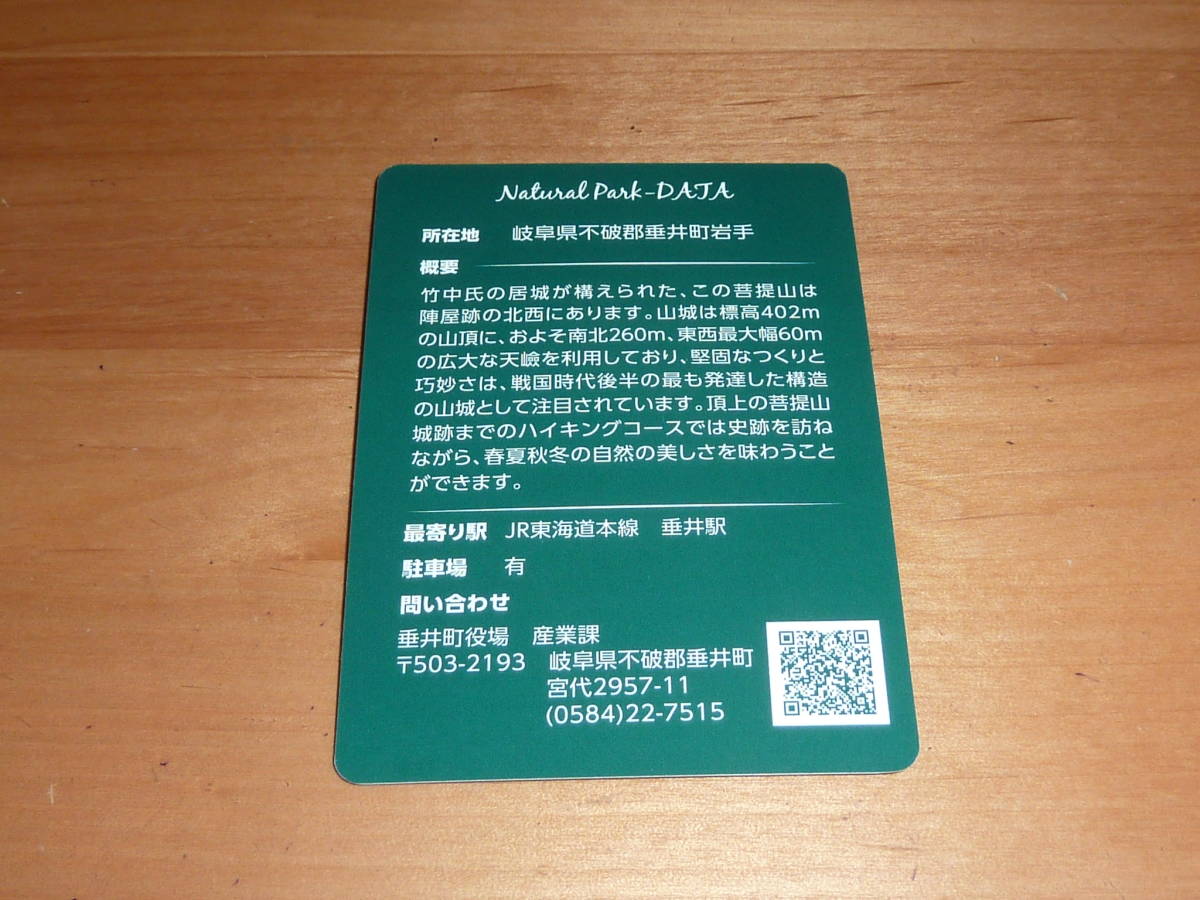 Natural Park-DATA
所在地 岐阜県不破郡垂井町岩手
概要
竹中氏の居城が構えられた、この菩提山は
陣屋跡の北西にあります。山城は標高402m
の山頂に、およそ南北260m、東西最大幅60m
の広大な天嶮を利用しており、堅固なつくりと
巧妙さは、戦国時代後半の最も発達した構造
の山城として注目されています。頂上の菩提山
城跡までのハイキングコースでは史跡を訪ね
ながら、春夏秋冬の自然の美しさを味わうこと
ができます。
最寄り駅 JR東海道本線 垂井駅
駐車場 有
問い合わせ
垂井町役場 産業課
〒503-2193 岐阜県不破郡垂井町
宮代2957-11
(0584)22-7515